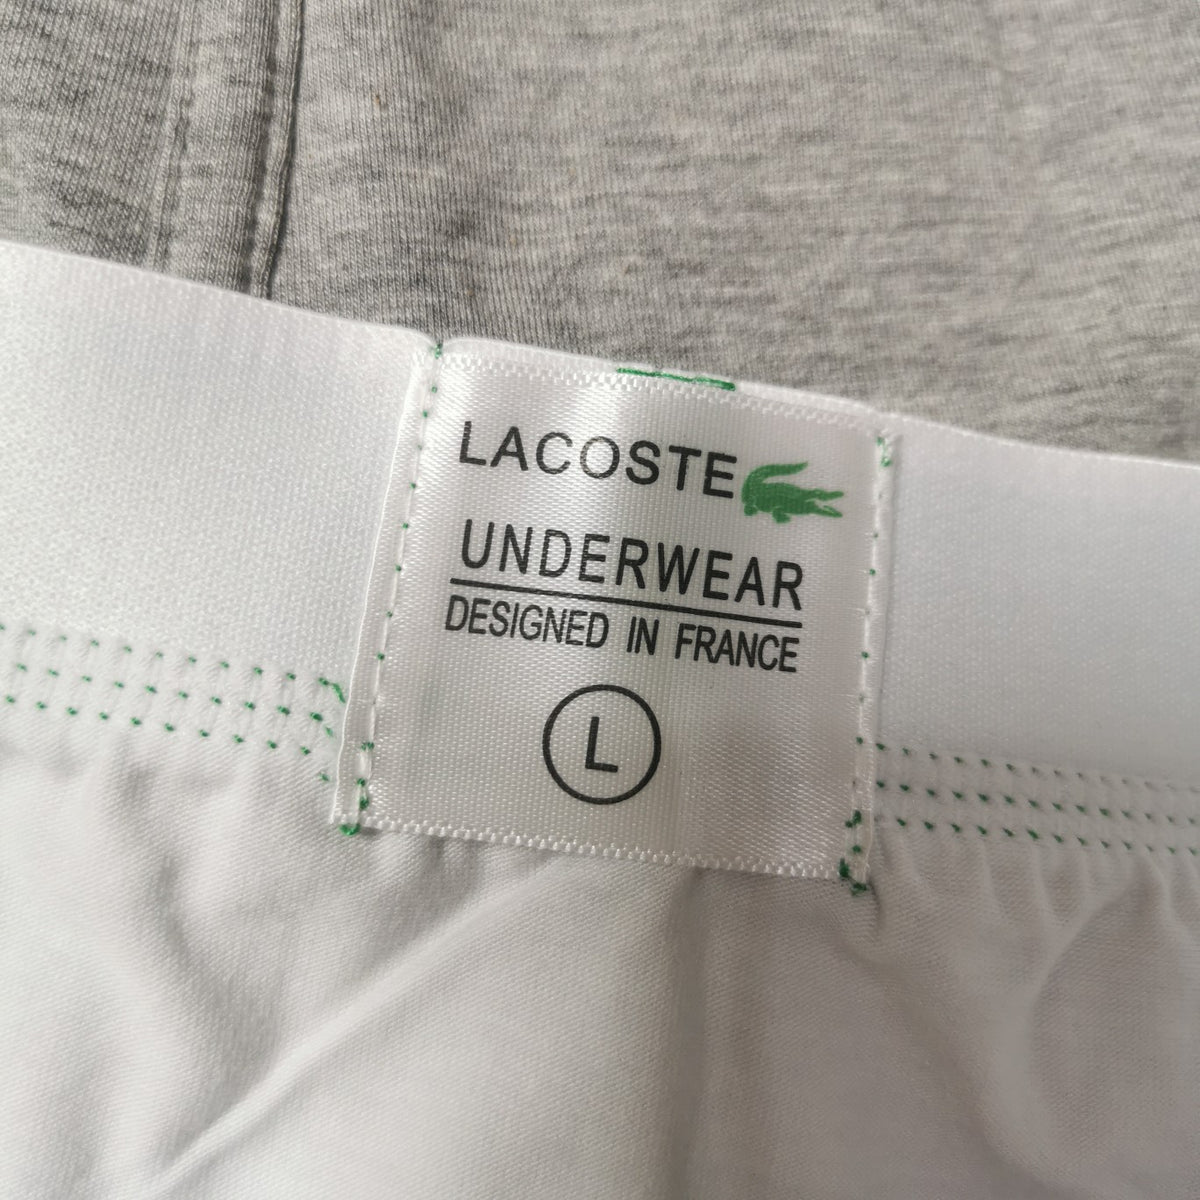 LACOSTE
UNDERWEAR
DESIGNED IN FRANCE
L